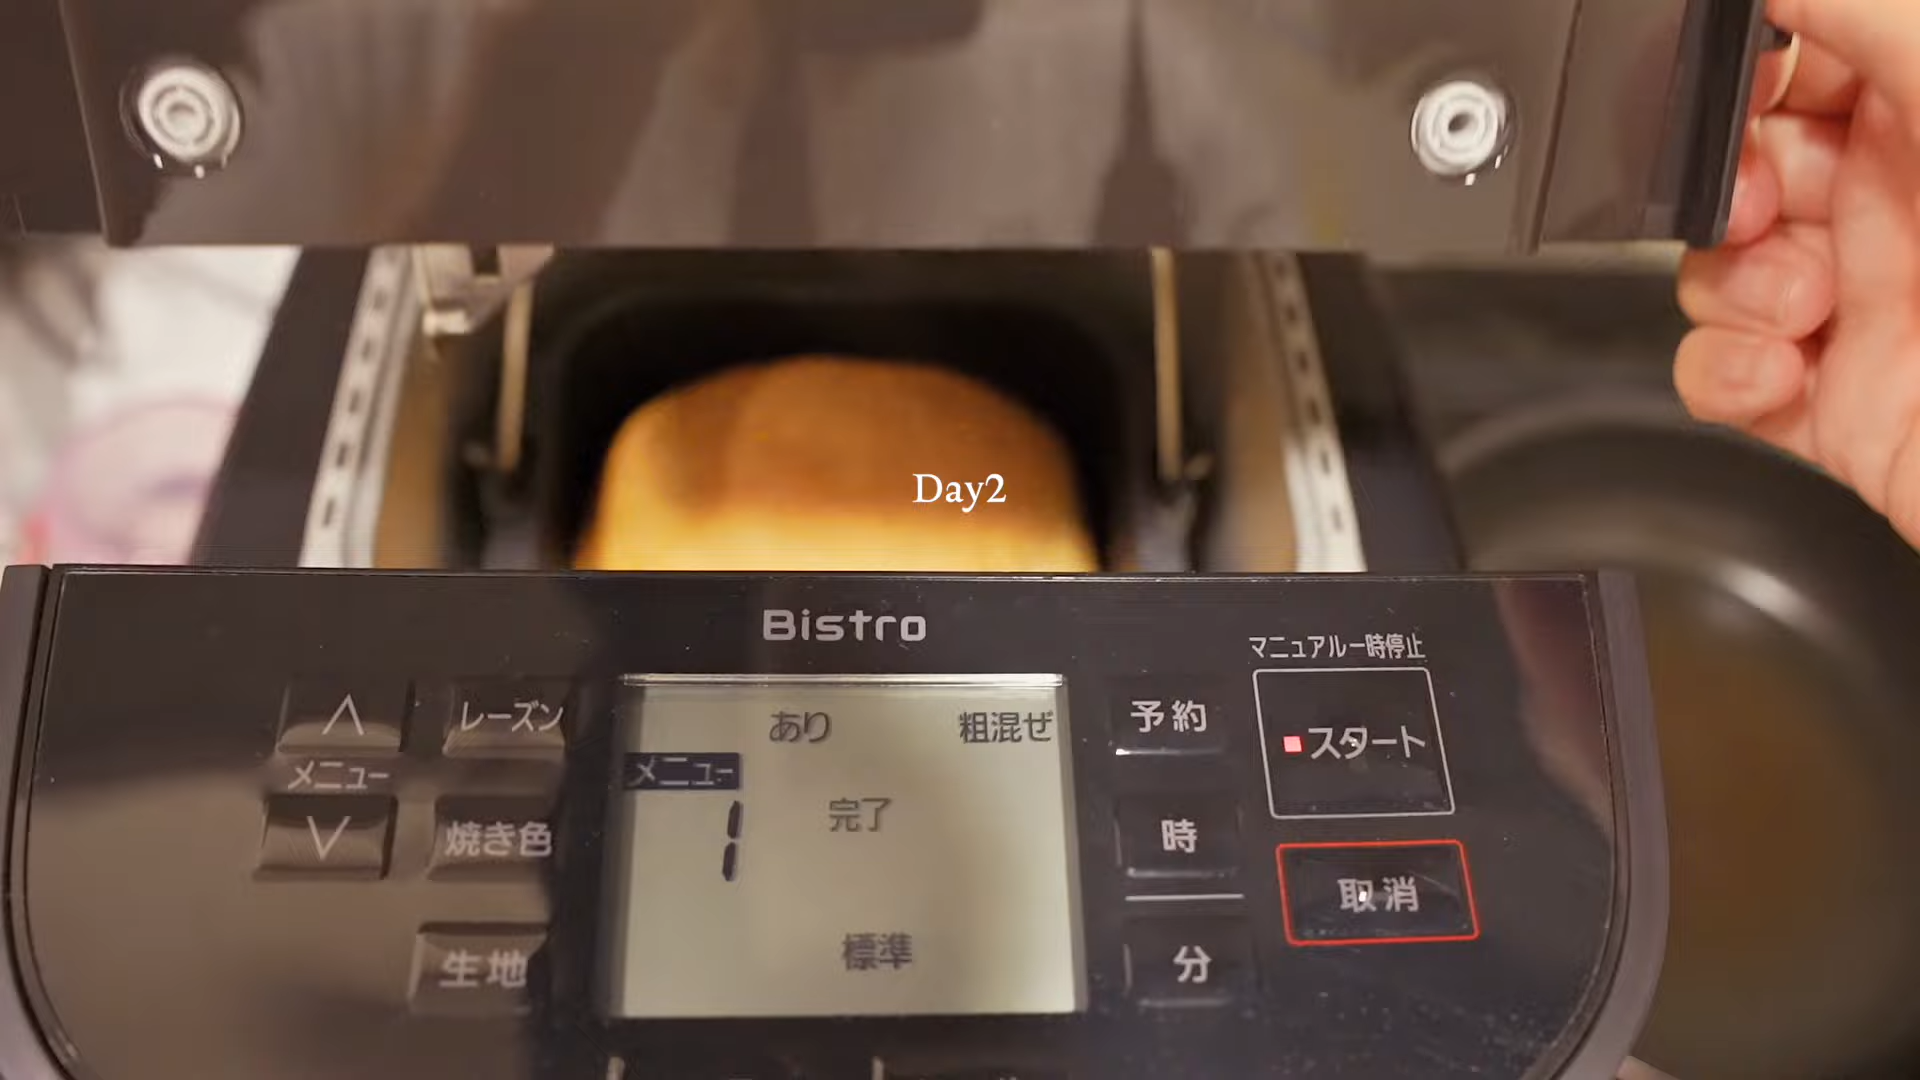 Day2
Bistro
マニュアル一時停止
∧
レーズン
あり
粗混ぜ
予約
スタート
メニュー
メニュー
1
完了
∨
焼き色
時
取消
生地
標準
分